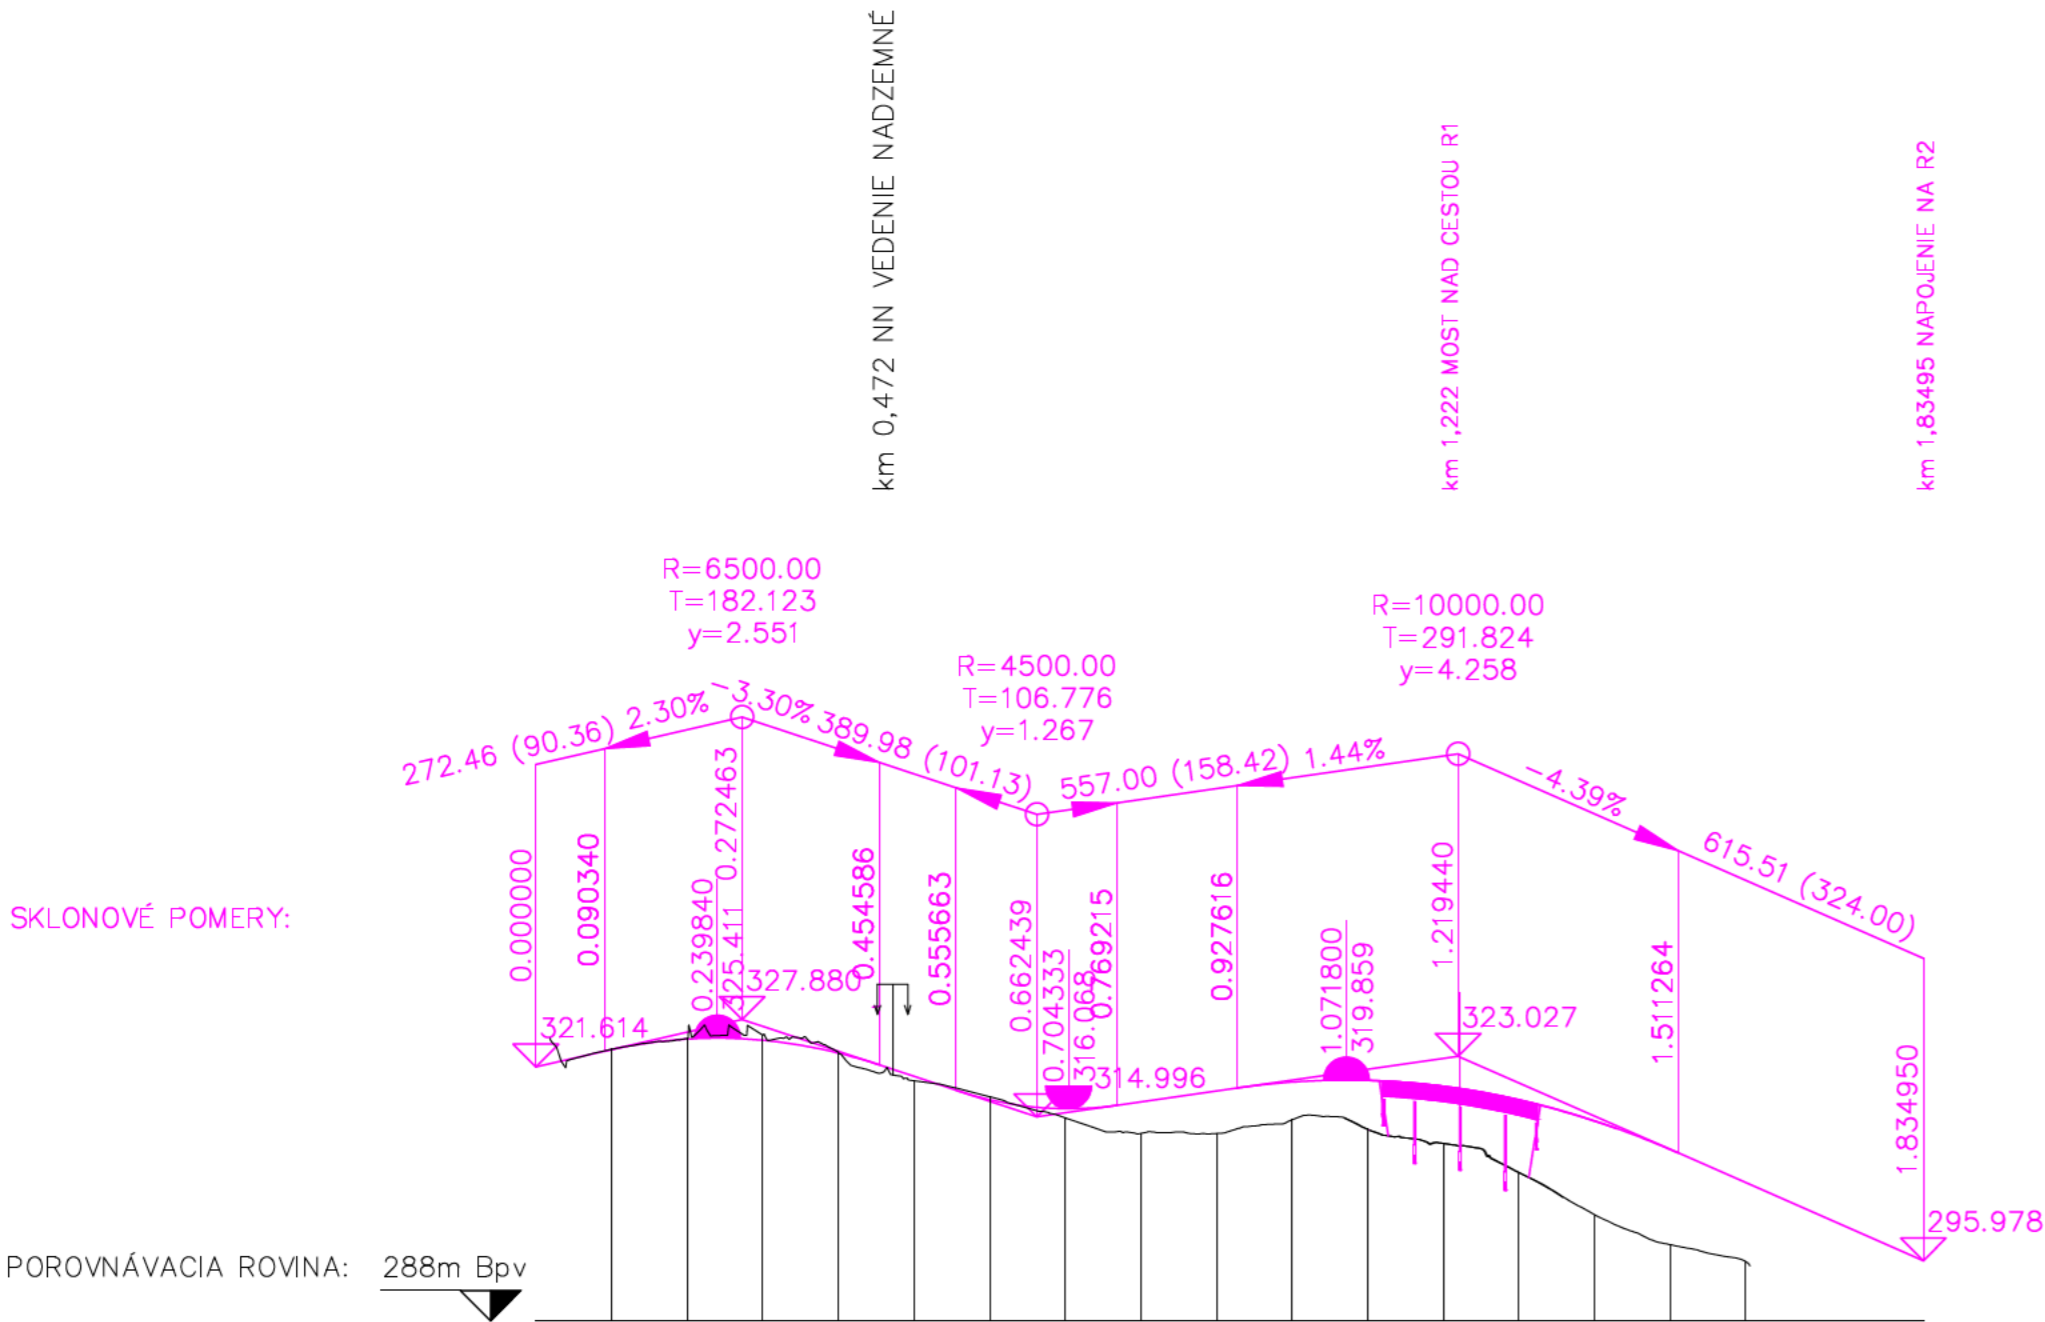 km 0,472 NN VEDENIE NADZEMNÉ
km 1,222 MOST NAD CESTOU R1
km 1,83495 NAPOJENIE NA R2
R=6500.00
T=182.123
y=2.551
R=4500.00
T=106.776
y=1.267
R=10000.00
T=291.824
y=4.258
272.46 (90.36) 2.30%
-3.30% 389.98 (101.13)
557.00 (158.42) 1.44%
-4.39%
615.51 (324.00)
SKLONOVÉ POMERY:
0.000000
0.090340
0.239840
325.411 0.272463
0.454586
0.555663
0.662439
0.704333
316.068
0.769215
0.927616
1.071800
319.859
1.219440
1.511264
1.834950
321.614
327.880
314.996
323.027
295.978
POROVNÁVACIA ROVINA: 288m Bpv